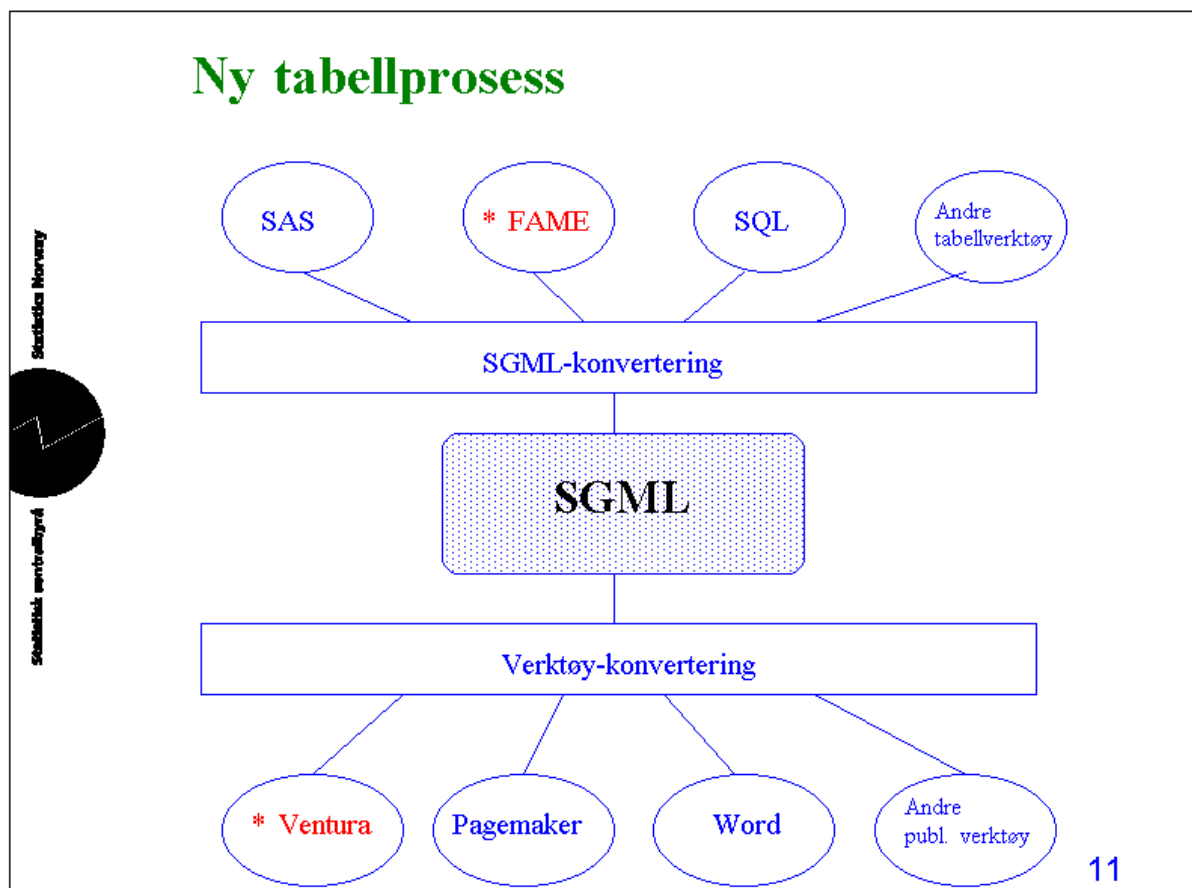 Ny tabellprosess
SAS
* FAME
SQL
Andre
tabellverktøy
SGML-konvertering
SGML
Verktøy-konvertering
* Ventura
Pagemaker
Word
Andre
publ. verktøy
Statistisk sentralbyrå
Statistics Norway
11